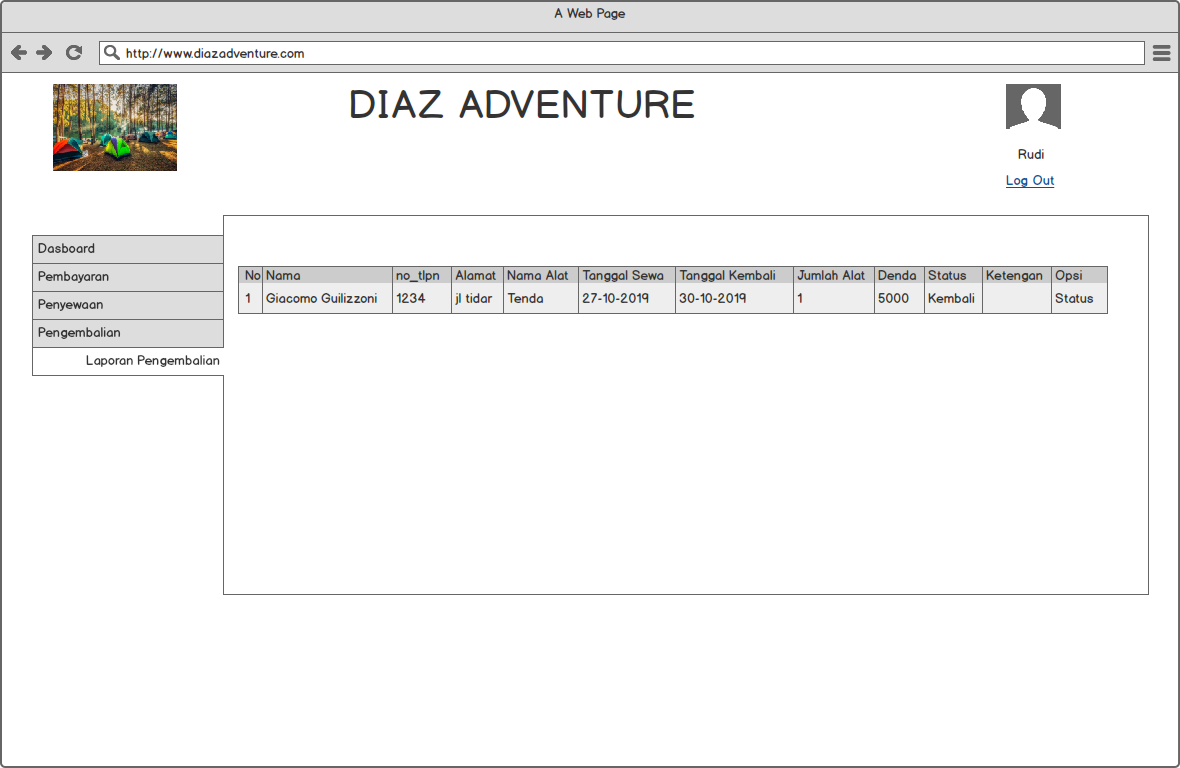 A Web Page
http://www.diazadventure.com
DIAZ ADVENTURE
Rudi
Log Out
Dasboard
Pembayaran
Penyewaan
Pengembalian
Laporan Pengembalian
No Nama no_tlpn Alamat Nama Alat Tanggal Sewa Tanggal Kembali Jumlah Alat Denda Status Ketengan Opsi
1 Giacomo Guilizzoni 1234 jl tidar Tenda 27-10-2019 30-10-2019 1 5000 Kembali Status